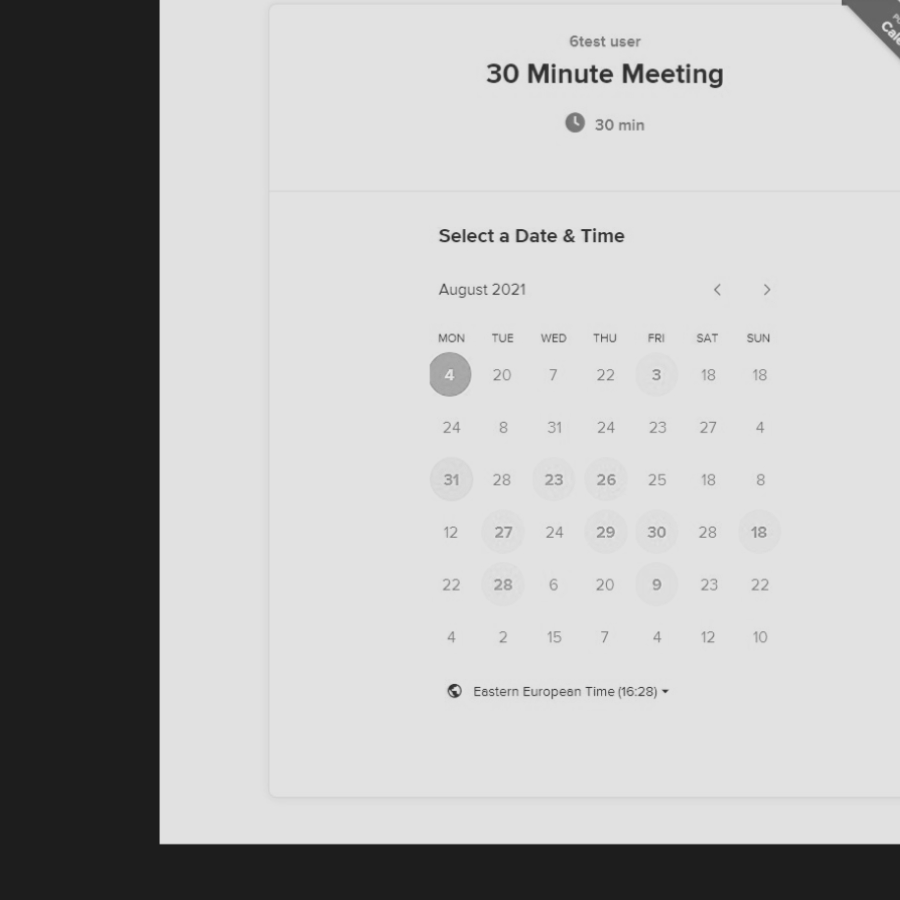 6test user
30 Minute Meeting
30 min
Select a Date & Time
August 2021
MON TUE WED THU FRI SAT SUN
4 20 7 22 3 18 18
24 8 31 24 23 27 4
31 28 23 26 25 18 8
12 27 24 29 30 28 18
22 28 6 20 9 23 22
4 2 15 7 4 12 10
Eastern European Time (16:28)